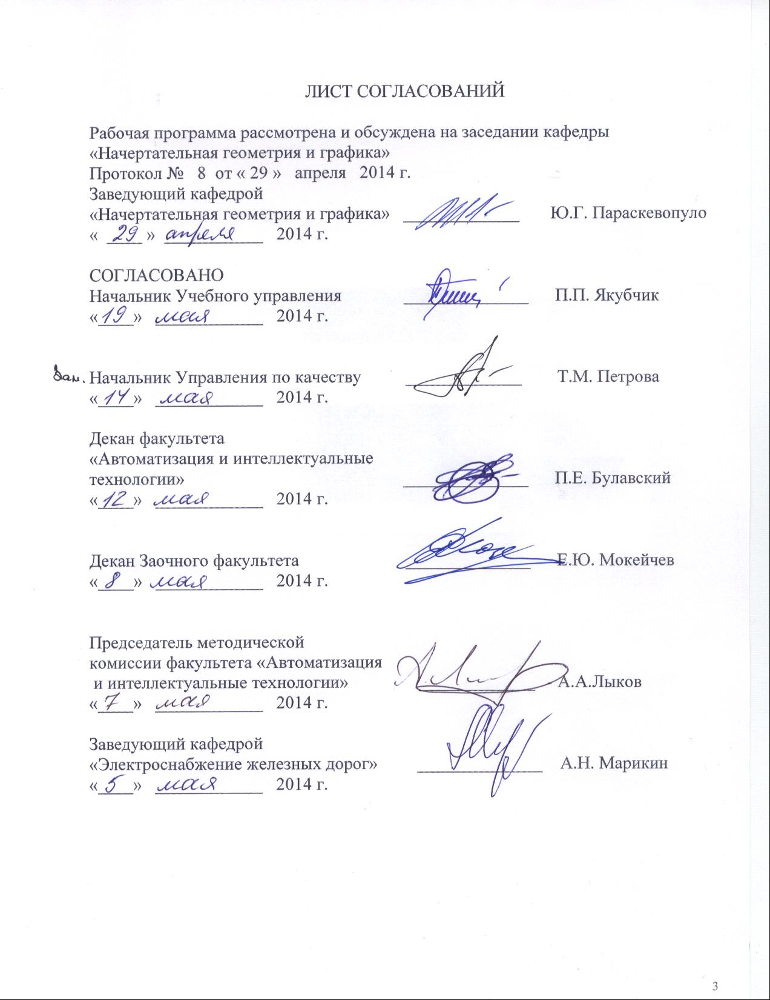 ЛИСТ СОГЛАСОВАНИЙ
Рабочая программа рассмотрена и обсуждена на заседании кафедры
«Начертательная геометрия и графика»
Протокол № 8 от « 29 » апреля 2014 г.
Заведующий кафедрой
«Начертательная геометрия и графика» Ю.Г. Параскевопуло
« 29 » апреля 2014 г.
СОГЛАСОВАНО
Начальник Учебного управления П.П. Якубчик
«19» мая 2014 г.
Зам. Начальник Управления по качеству Т.М. Петрова
«14» мая 2014 г.
Декан факультета
«Автоматизация и интеллектуальные
технологии» П.Е. Булавский
«12» мая 2014 г.
Декан Заочного факультета Е.Ю. Мокейчев
«8» мая 2014 г.
Председатель методической
комиссии факультета «Автоматизация
и интеллектуальные технологии» А.А.Лыков
«7» мая 2014 г.
Заведующий кафедрой
«Электроснабжение железных дорог» А.Н. Марикин
«5» мая 2014 г.
3